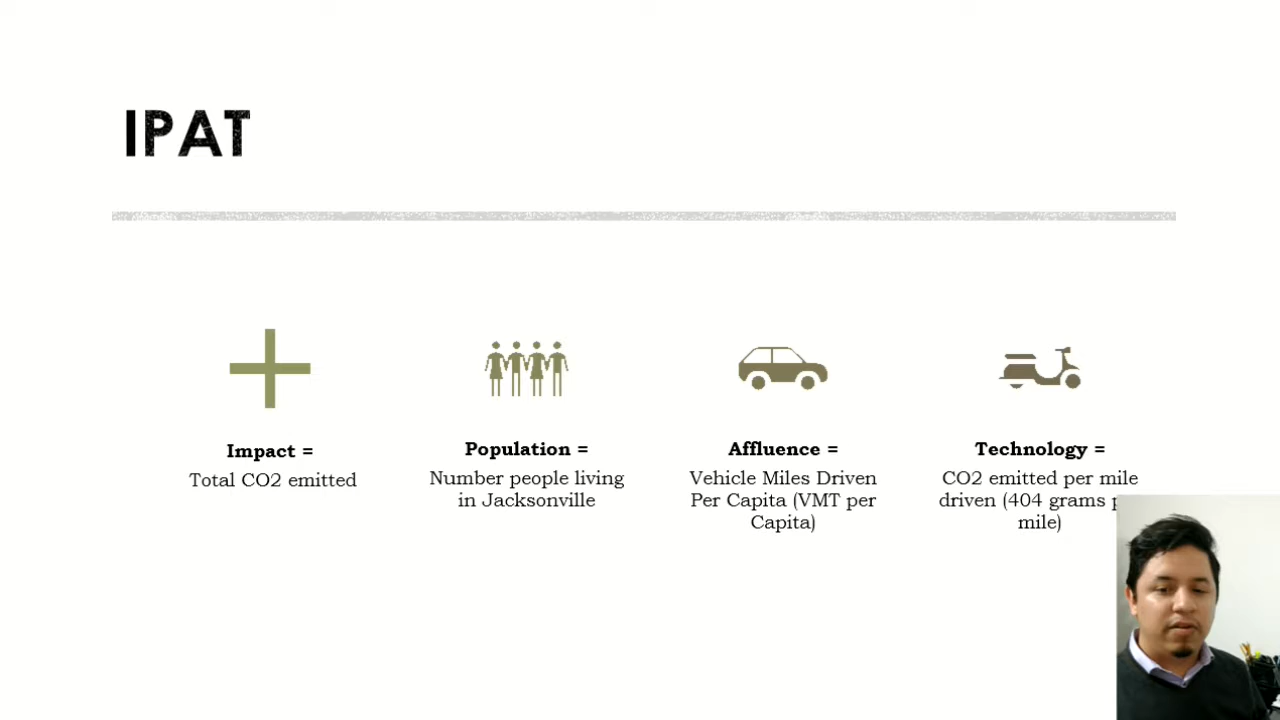 IPAT
Impact =
Total CO2 emitted
Population =
Number people living
in Jacksonville
Affluence =
Vehicle Miles Driven
Per Capita (VMT per
Capita)
Technology =
CO2 emitted per mile
driven (404 grams
mile)